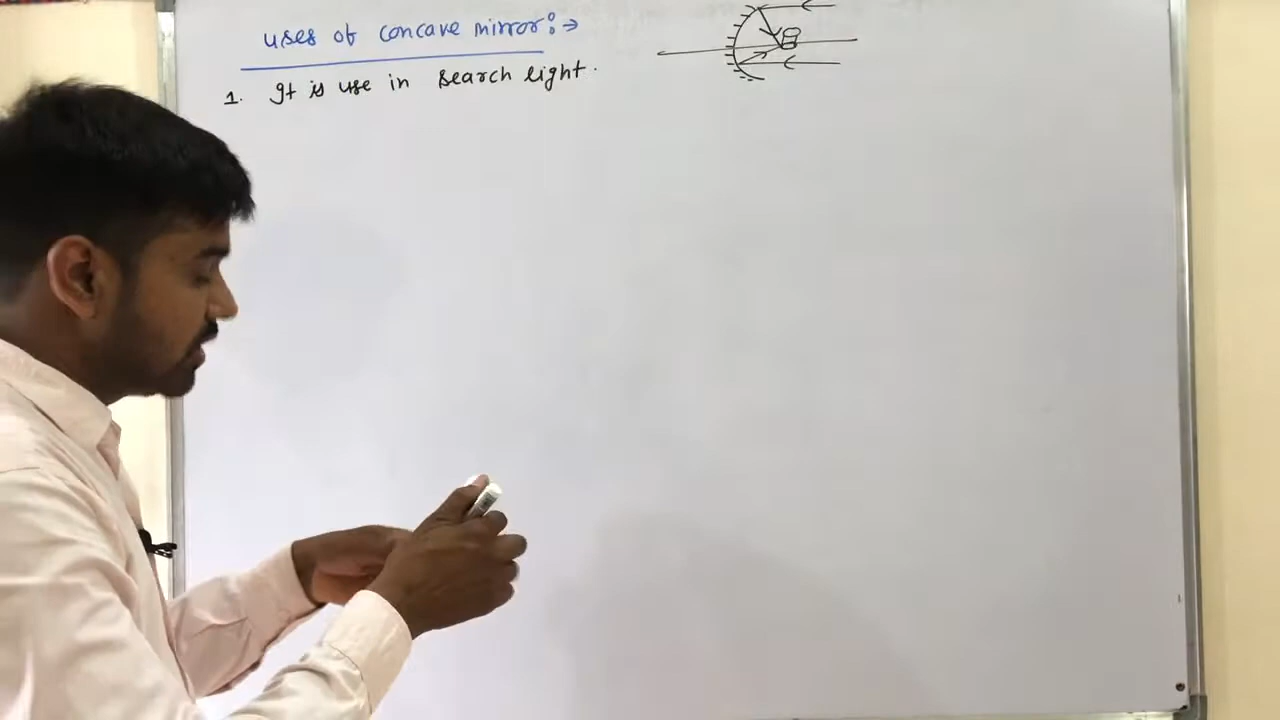 uses of concave mirror:→
1. It is use in search light.